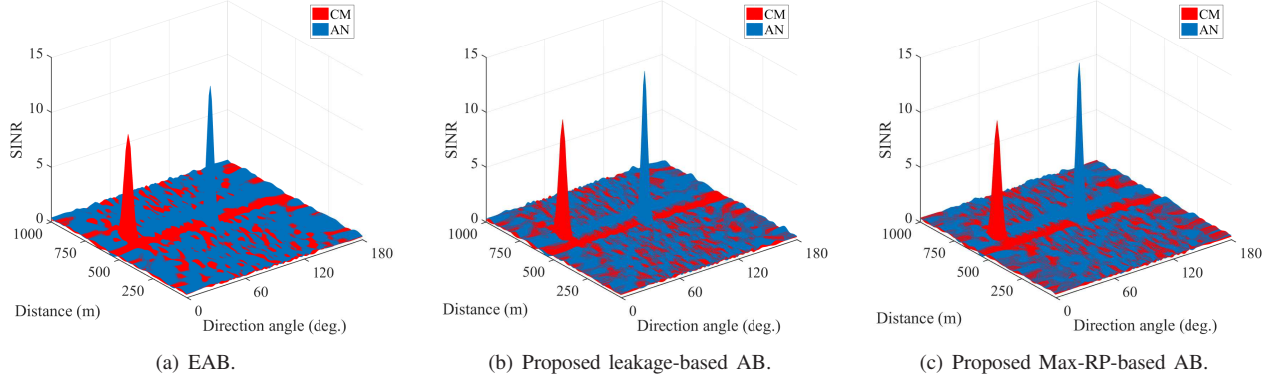 CM
AN
15
10
5
0
SINR
1000
750
500
250
0
60
120
180
Distance (m)
Direction angle (deg.)
(a) EAB.
CM
AN
15
10
5
0
SINR
1000
750
500
250
0
60
120
180
Distance (m)
Direction angle (deg.)
(b) Proposed leakage-based AB.
CM
AN
15
10
5
0
SINR
1000
750
500
250
0
60
120
180
Distance (m)
Direction angle (deg.)
(c) Proposed Max-RP-based AB.